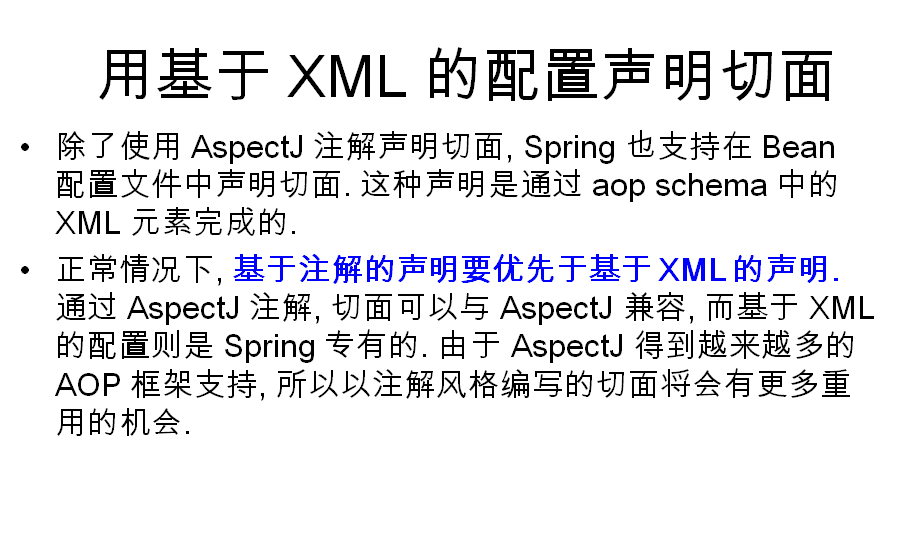 用基于 XML 的配置声明切面
• 除了使用 AspectJ 注解声明切面, Spring 也支持在 Bean
配置文件中声明切面. 这种声明是通过 aop schema 中的
XML 元素完成的.
• 正常情况下, 基于注解的声明要优先于基于 XML 的声明.
通过 AspectJ 注解, 切面可以与 AspectJ 兼容, 而基于 XML
的配置则是 Spring 专有的. 由于 AspectJ 得到越来越多的
AOP 框架支持, 所以以注解风格编写的切面将会有更多重
用的机会.